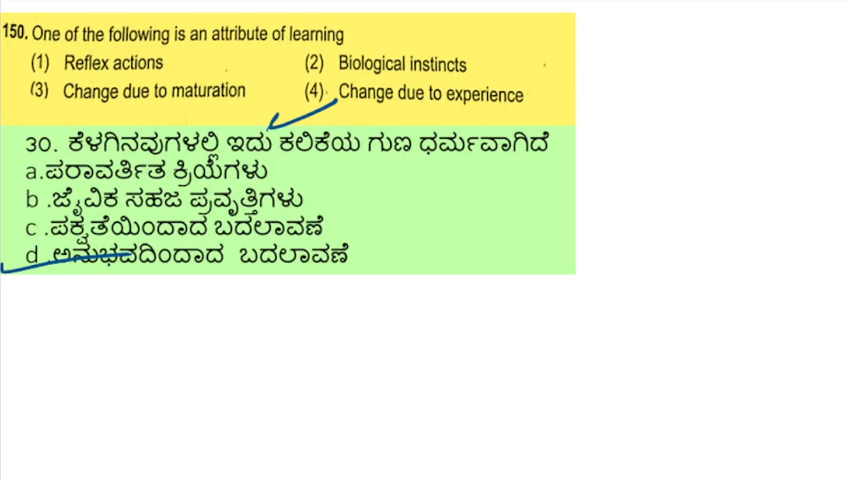 150. One of the following is an attribute of learning
(1) Reflex actions (2) Biological instincts
(3) Change due to maturation (4) Change due to experience
30. ಕೆಳಗಿನವುಗಳಲ್ಲಿ ಇದು ಕಲಿಕೆಯ ಗುಣ ಧರ್ಮವಾಗಿದೆ
a.ಪರಾವರ್ತಿತ ಕ್ರಿಯೆಗಳು
b .ಜೈವಿಕ ಸಹಜ ಪ್ರವೃತ್ತಿಗಳು
c .ಪಕ್ವತೆಯಿಂದಾದ ಬದಲಾವಣೆ
d .ಅನುಭವದಿಂದಾದ ಬದಲಾವಣೆ